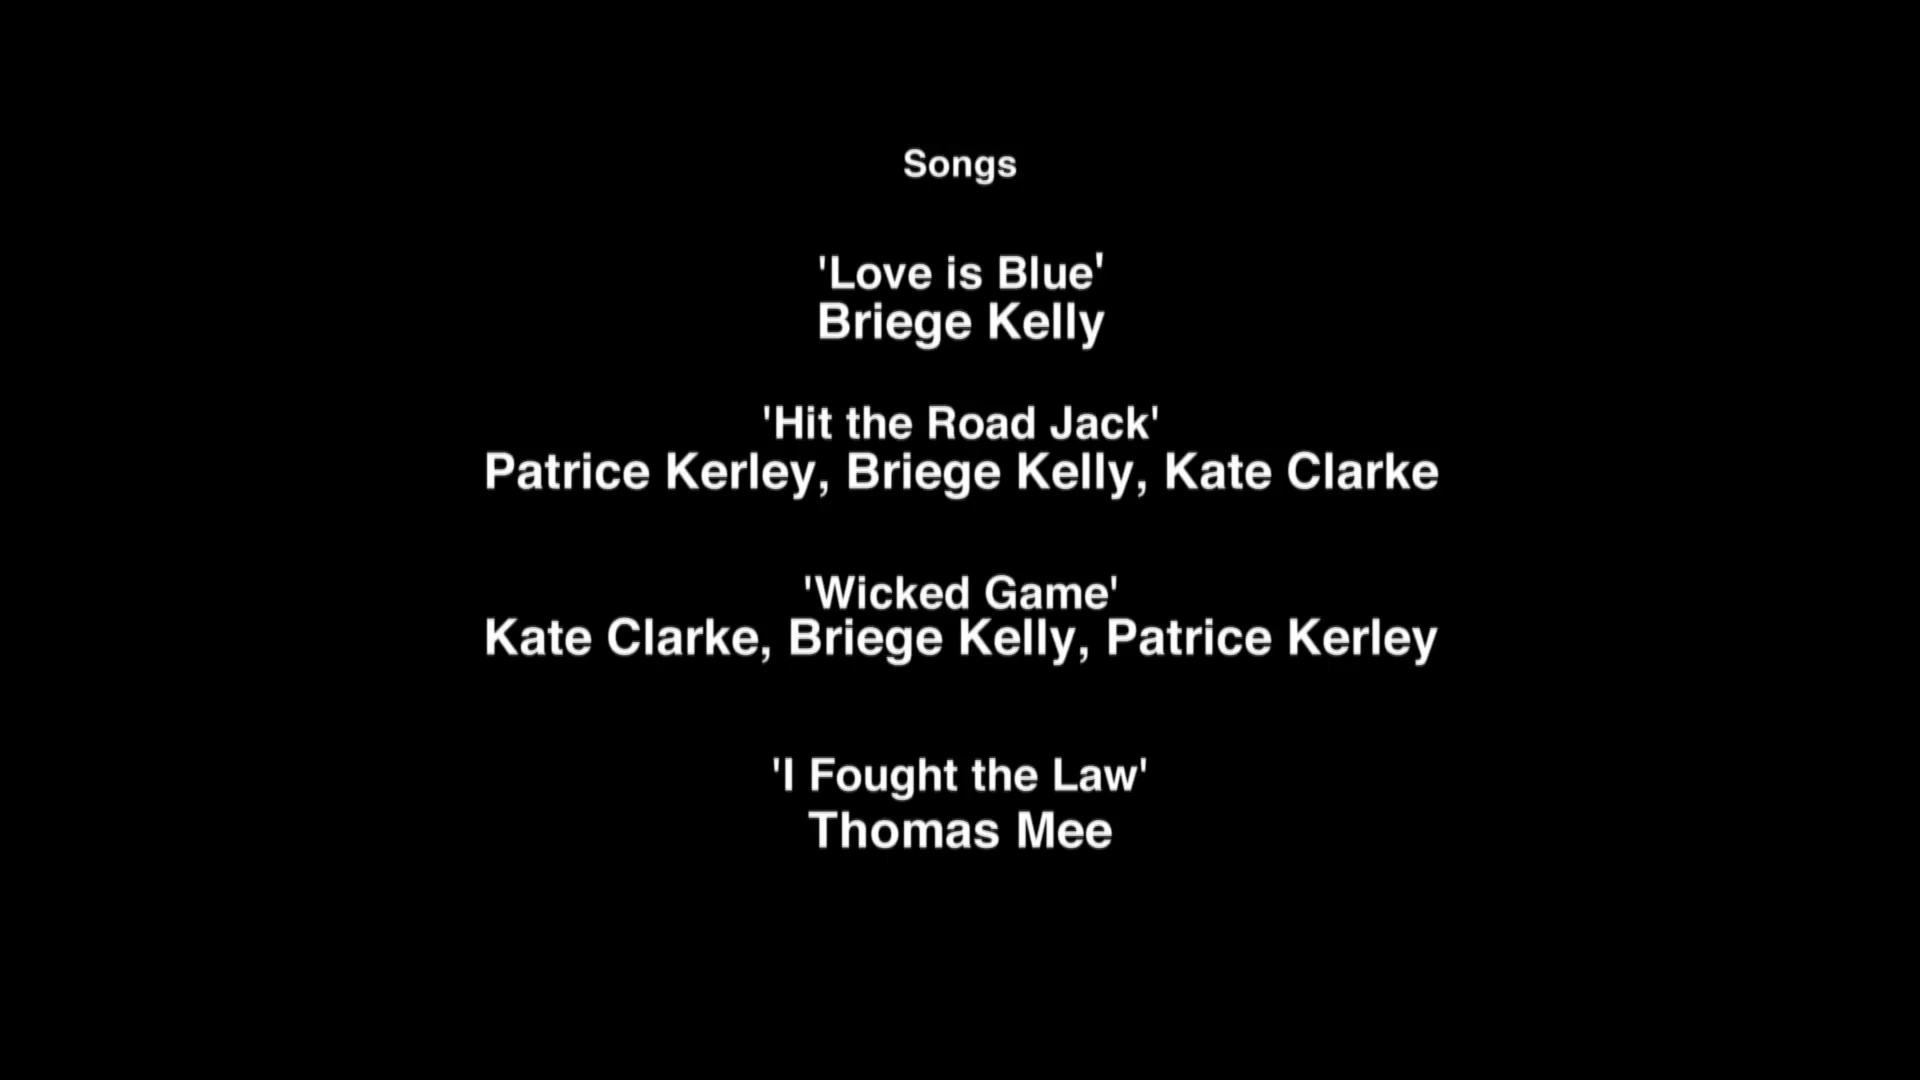 Songs
'Love is Blue'
Briege Kelly
'Hit the Road Jack'
Patrice Kerley, Briege Kelly, Kate Clarke
'Wicked Game'
Kate Clarke, Briege Kelly, Patrice Kerley
'I Fought the Law'
Thomas Mee